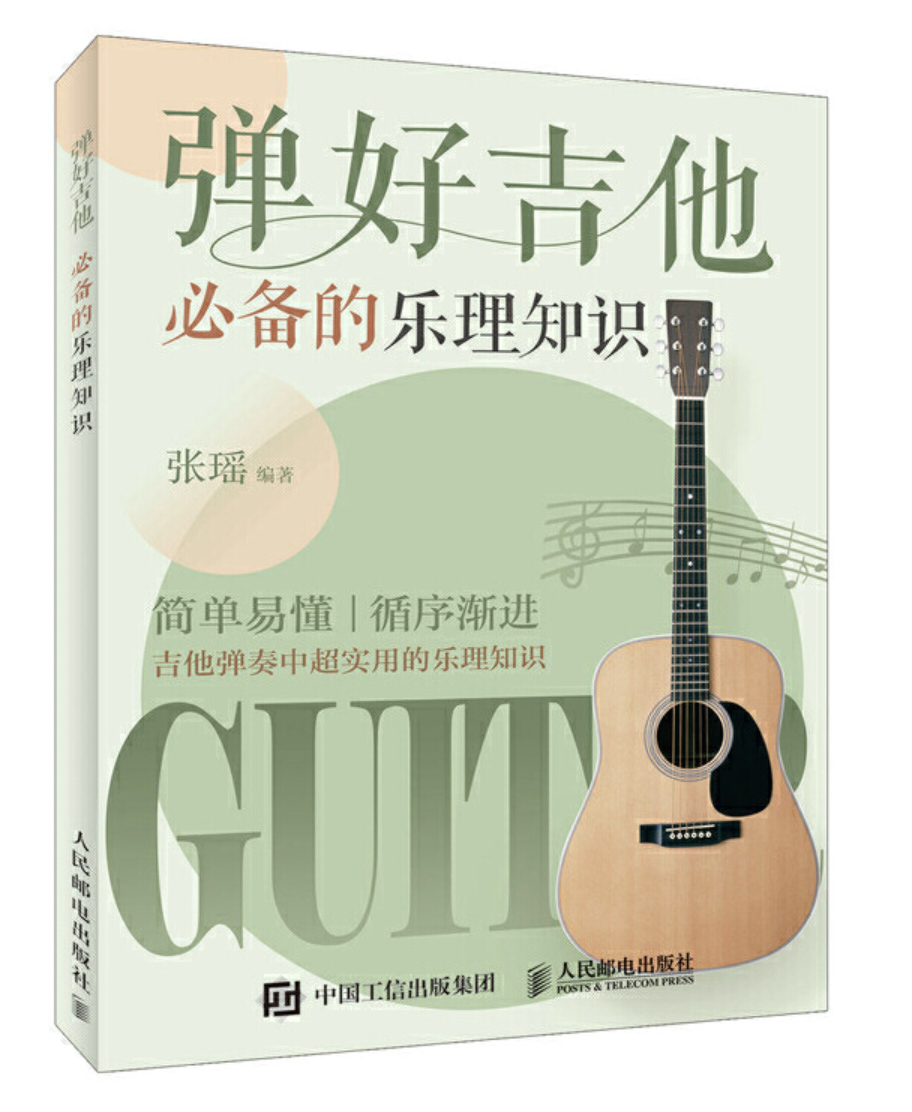 弹好吉他
必备的乐理知识
张瑶 编著
简单易懂|循序渐进
吉他弹奏中超实用的乐理知识
GUIT
中国工信出版集团
人民邮电出版社
POSTS & TELECOM PRESS
弹好吉他 必备的乐理知识
人民邮电出版社